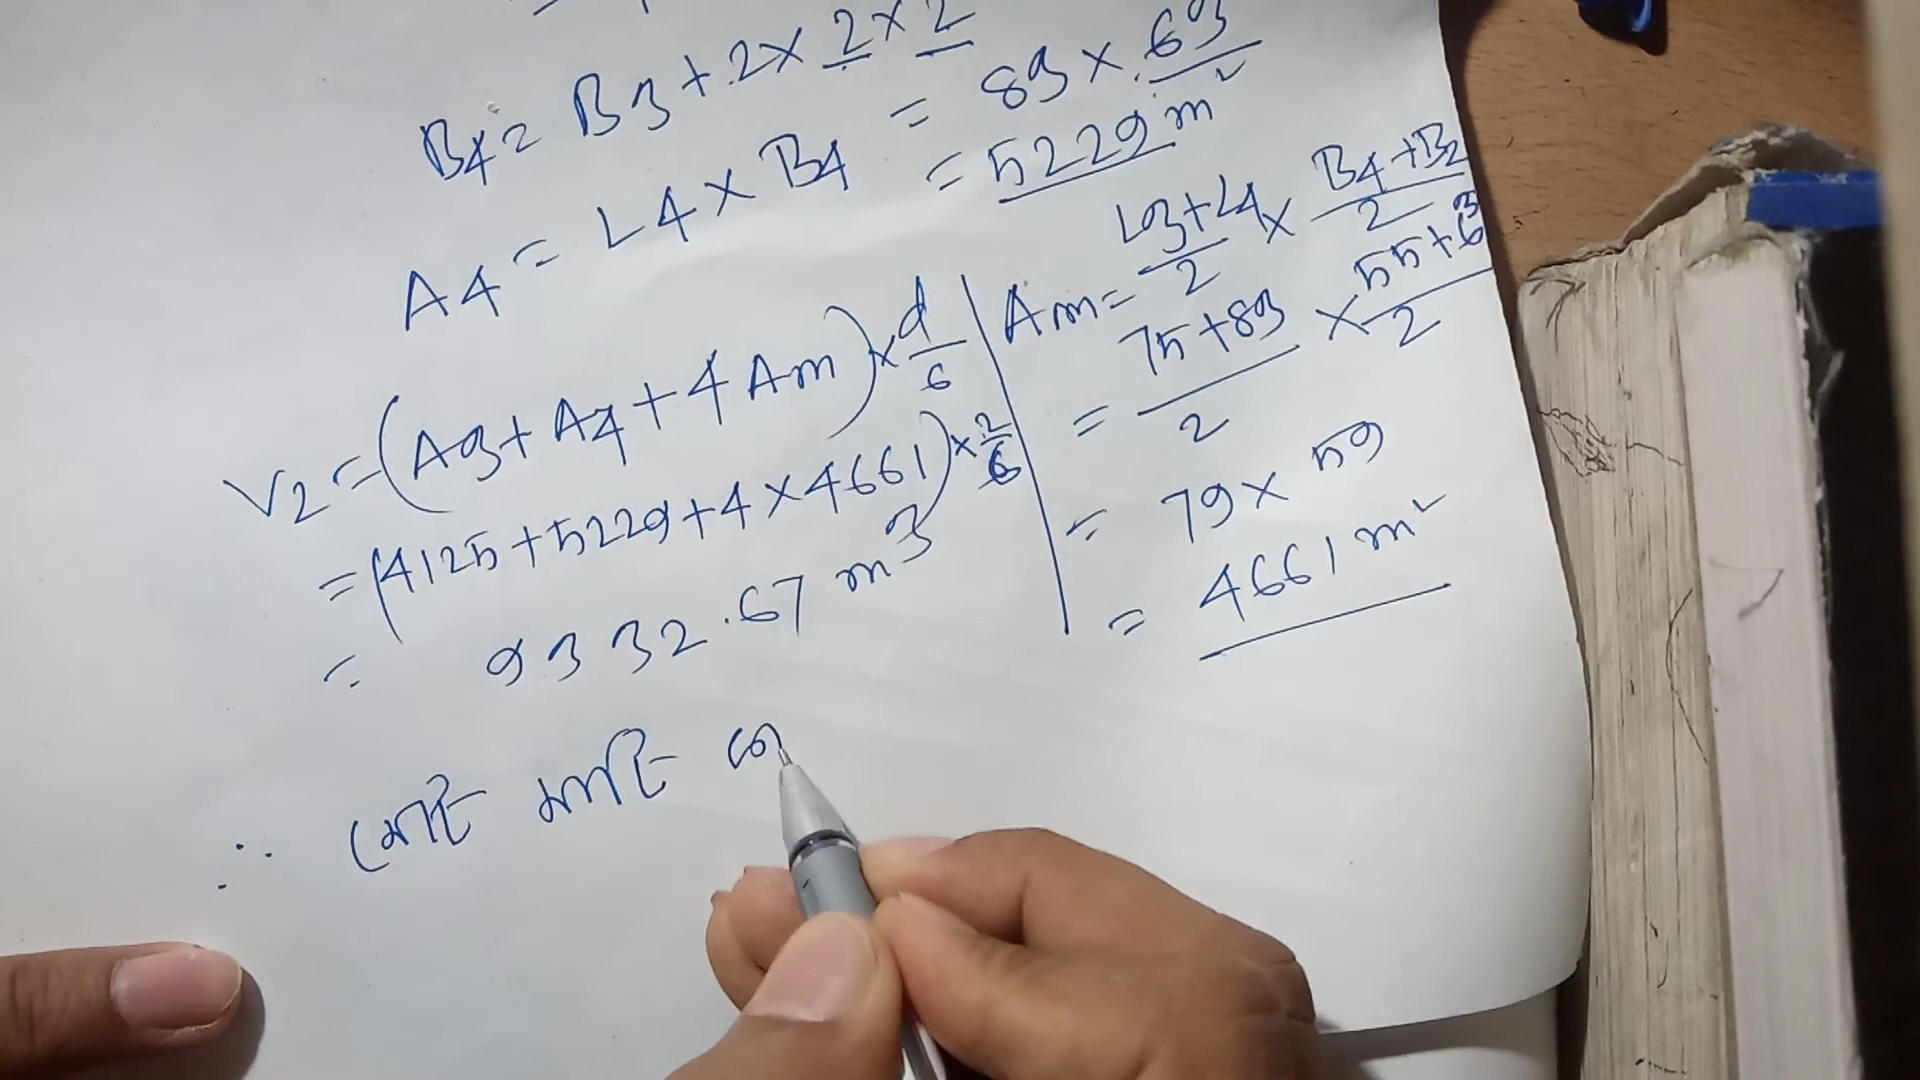 B4 = B3 + 2 × 2 × 2
A4 = L4 × B4 = 83 × 63
= 5229 m²
V2 = (A3 + A4 + 4 Am) × d/6
= (4125 + 5229 + 4 × 4661) × 2/6
= 9332.67 m3
∴ মোট মাটি
Am = L3 + L4 / 2 × B4 + B2 / 2
= 75 + 83 / 2 × 55 + 63 / 2
= 79 × 59
= 4661 m²